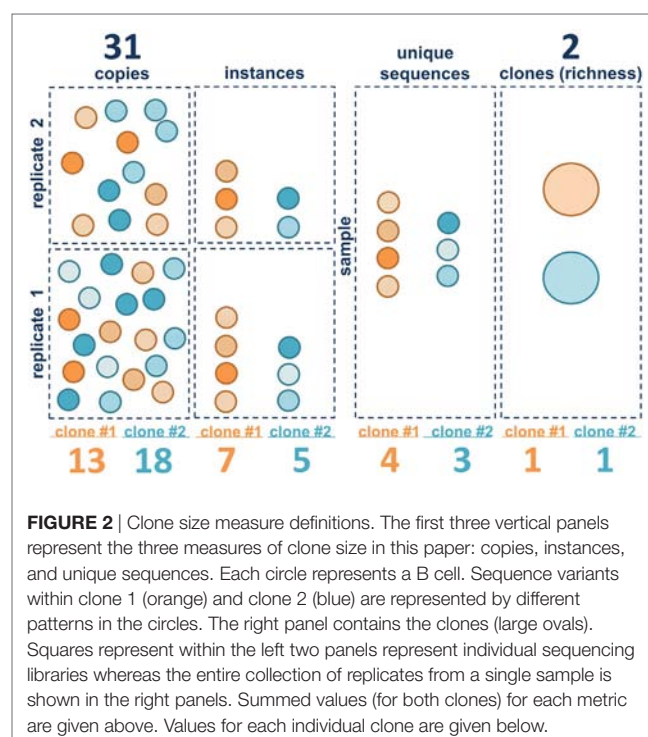 31
copies
instances
unique
sequences
2
clones (richness)
replicate 2
replicate 1
sample
clone #1 clone #2 clone #1 clone #2 clone #1 clone #2 clone #1 clone #2
13 18 7 5 4 3 1 1
FIGURE 2 | Clone size measure definitions. The first three vertical panels
represent the three measures of clone size in this paper: copies, instances,
and unique sequences. Each circle represents a B cell. Sequence variants
within clone 1 (orange) and clone 2 (blue) are represented by different
patterns in the circles. The right panel contains the clones (large ovals).
Squares represent within the left two panels represent individual sequencing
libraries whereas the entire collection of replicates from a single sample is
shown in the right panels. Summed values (for both clones) for each metric
are given above. Values for each individual clone are given below.